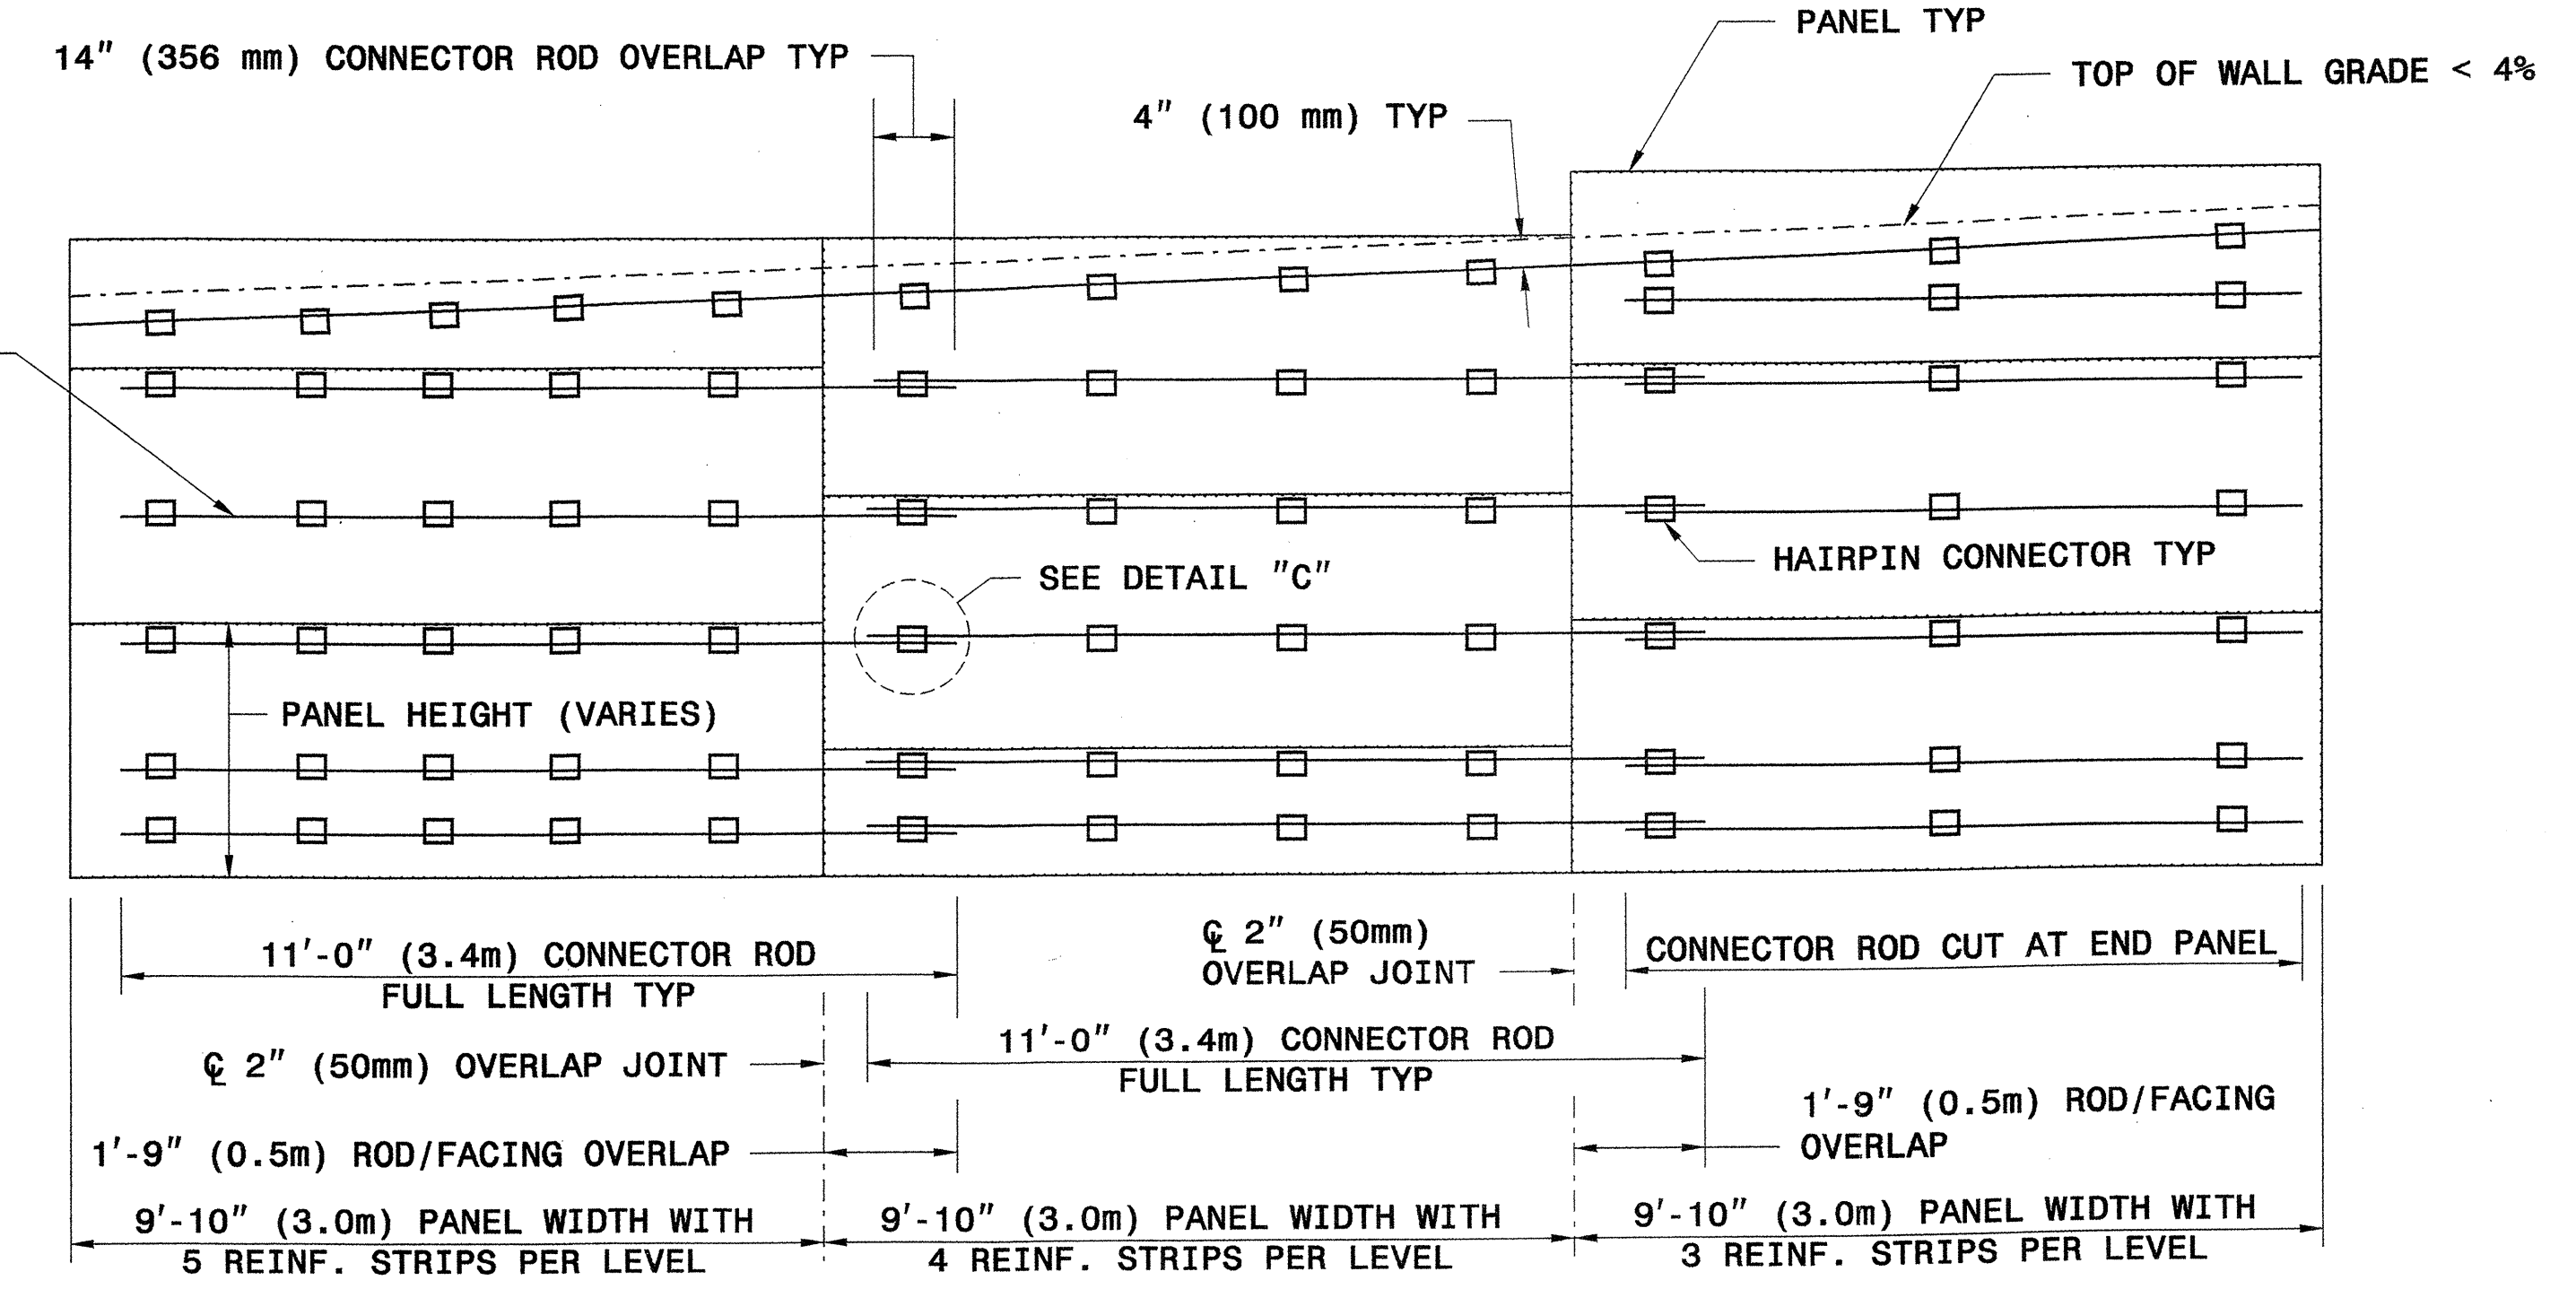 PANEL TYP
14" (356 mm) CONNECTOR ROD OVERLAP TYP
TOP OF WALL GRADE < 4%
4" (100 mm) TYP
HAIRPIN CONNECTOR TYP
SEE DETAIL "C"
PANEL HEIGHT (VARIES)
11'-0" (3.4m) CONNECTOR ROD
FULL LENGTH TYP
℄ 2" (50mm)
OVERLAP JOINT
CONNECTOR ROD CUT AT END PANEL
℄ 2" (50mm) OVERLAP JOINT
11'-0" (3.4m) CONNECTOR ROD
FULL LENGTH TYP
1'-9" (0.5m) ROD/FACING OVERLAP
1'-9" (0.5m) ROD/FACING
OVERLAP
9'-10" (3.0m) PANEL WIDTH WITH
5 REINF. STRIPS PER LEVEL
9'-10" (3.0m) PANEL WIDTH WITH
4 REINF. STRIPS PER LEVEL
9'-10" (3.0m) PANEL WIDTH WITH
3 REINF. STRIPS PER LEVEL